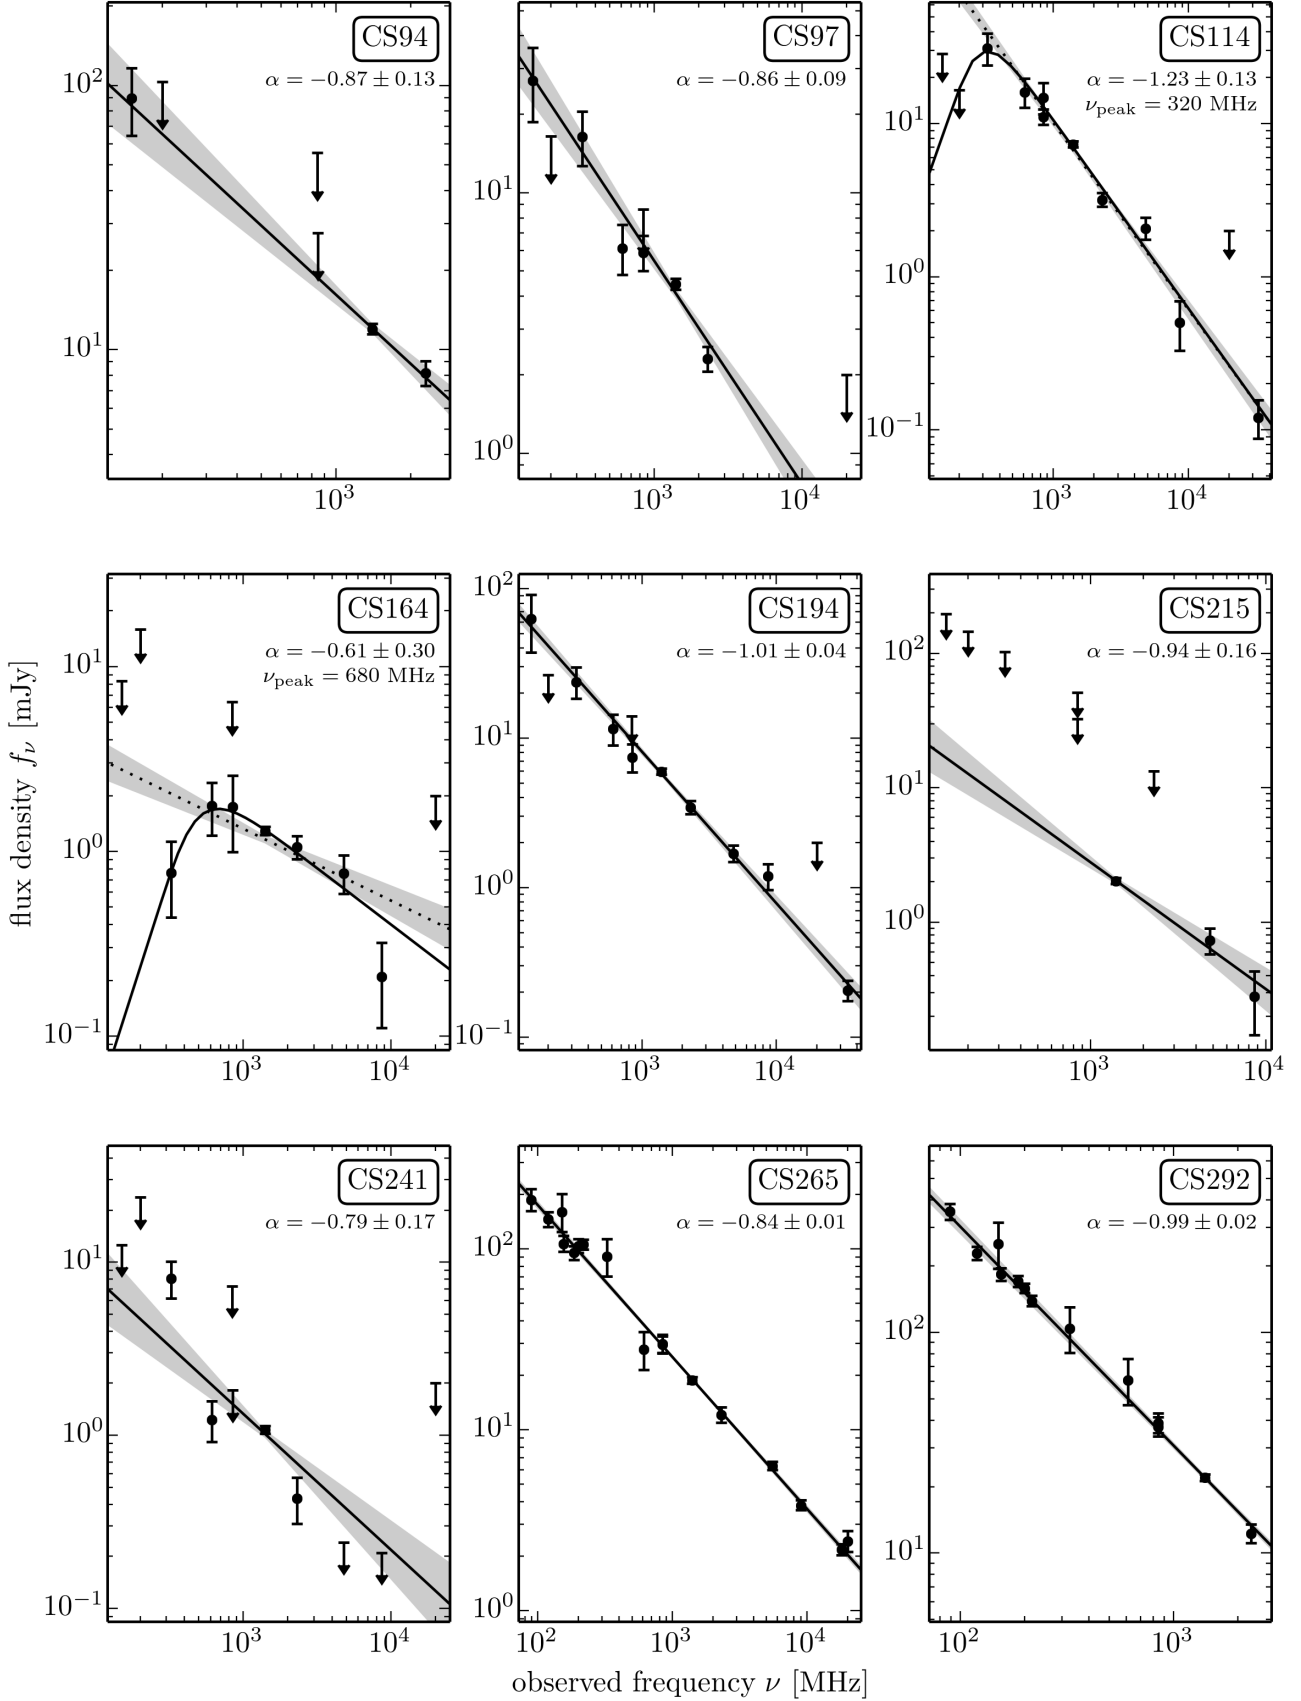 CS94
α = −0.87 ± 0.13
10²
10¹
10³
CS97
α = −0.86 ± 0.09
10¹
10⁰
10³ 10⁴
CS114
α = −1.23 ± 0.13
ν_peak = 320 MHz
10¹
10⁰
10⁻¹
10³ 10⁴
flux density f_ν [mJy]
CS164
α = −0.61 ± 0.30
ν_peak = 680 MHz
10¹
10⁰
10⁻¹
10³ 10⁴
CS194
α = −1.01 ± 0.04
10²
10¹
10⁰
10⁻¹
10³ 10⁴
CS215
α = −0.94 ± 0.16
10²
10¹
10⁰
10³ 10⁴
CS241
α = −0.79 ± 0.17
10¹
10⁰
10⁻¹
10³ 10⁴
CS265
α = −0.84 ± 0.01
10²
10¹
10⁰
10² 10³ 10⁴
CS292
α = −0.99 ± 0.02
10²
10¹
10² 10³
observed frequency ν [MHz]